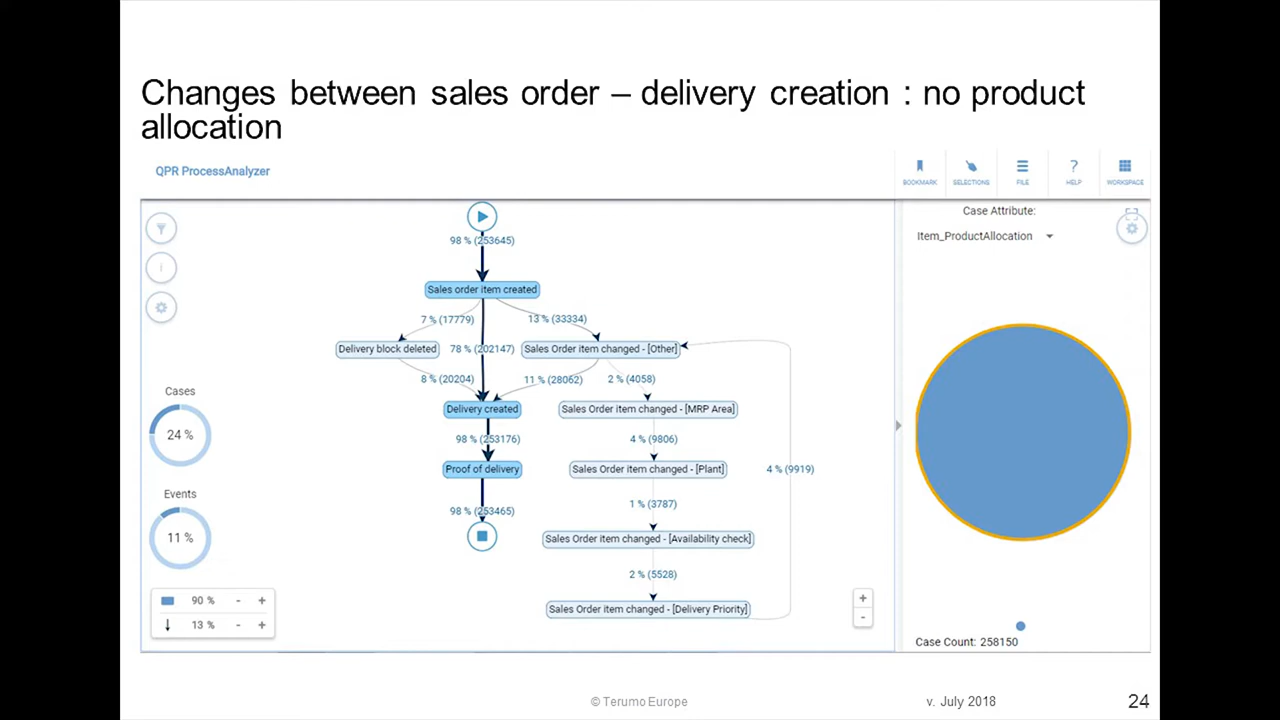 Changes between sales order – delivery creation : no product
allocation
QPR ProcessAnalyzer
BOOKMARK
SELECTIONS
FILE
?
HELP
WORKSPACE
Case Attribute:
Item_ProductAllocation
98 % (253645)
Sales order item created
7 % (17779)
13 % (33334)
Delivery block deleted
78 % (202147)
Sales Order item changed - [Other]
8 % (20204)
11 % (28062)
2 % (4058)
Delivery created
Sales Order item changed - [MRP Area]
98 % (253176)
4 % (9806)
Proof of delivery
Sales Order item changed - [Plant]
4 % (9919)
98 % (253465)
1 % (3787)
Sales Order item changed - [Availability check]
2 % (5528)
Sales Order item changed - [Delivery Priority]
i
Cases
24 %
Events
11 %
90 % - +
13 % - +
+
-
Case Count: 258150
© Terumo Europe
v. July 2018
24